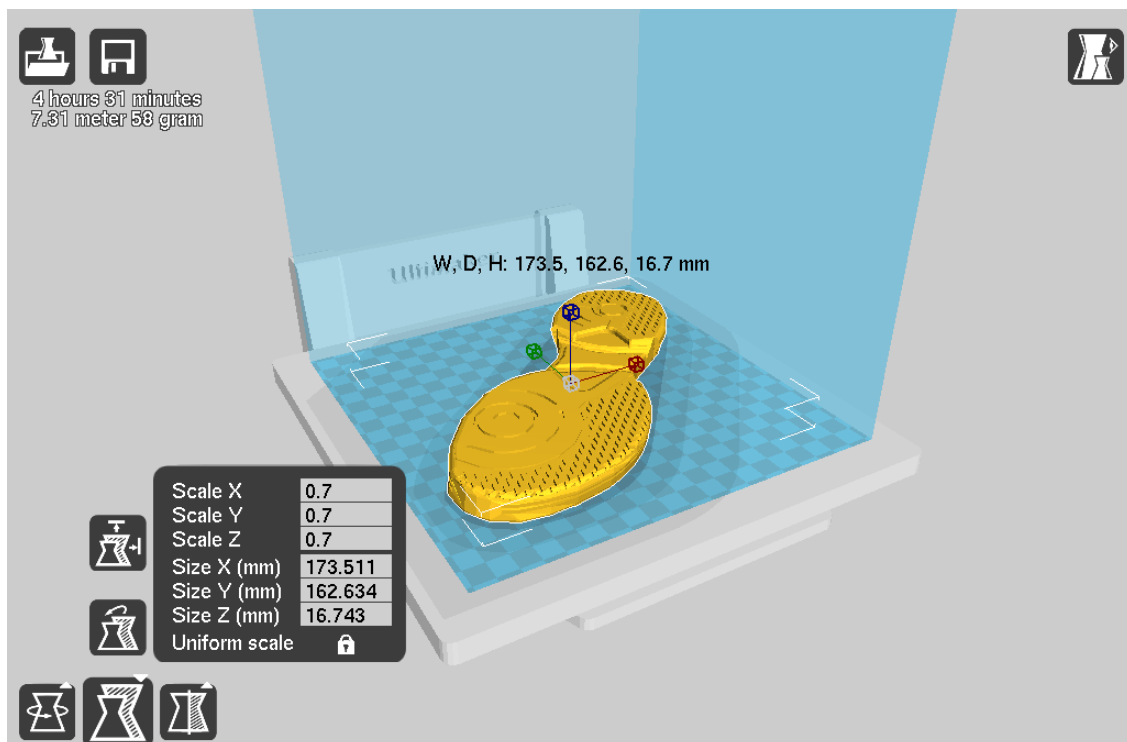 4 hours 31 minutes
7.31 meter 58 gram
Ultimaker
W, D, H: 173.5, 162.6, 16.7 mm
Scale X 0.7
Scale Y 0.7
Scale Z 0.7
Size X (mm) 173.511
Size Y (mm) 162.634
Size Z (mm) 16.743
Uniform scale